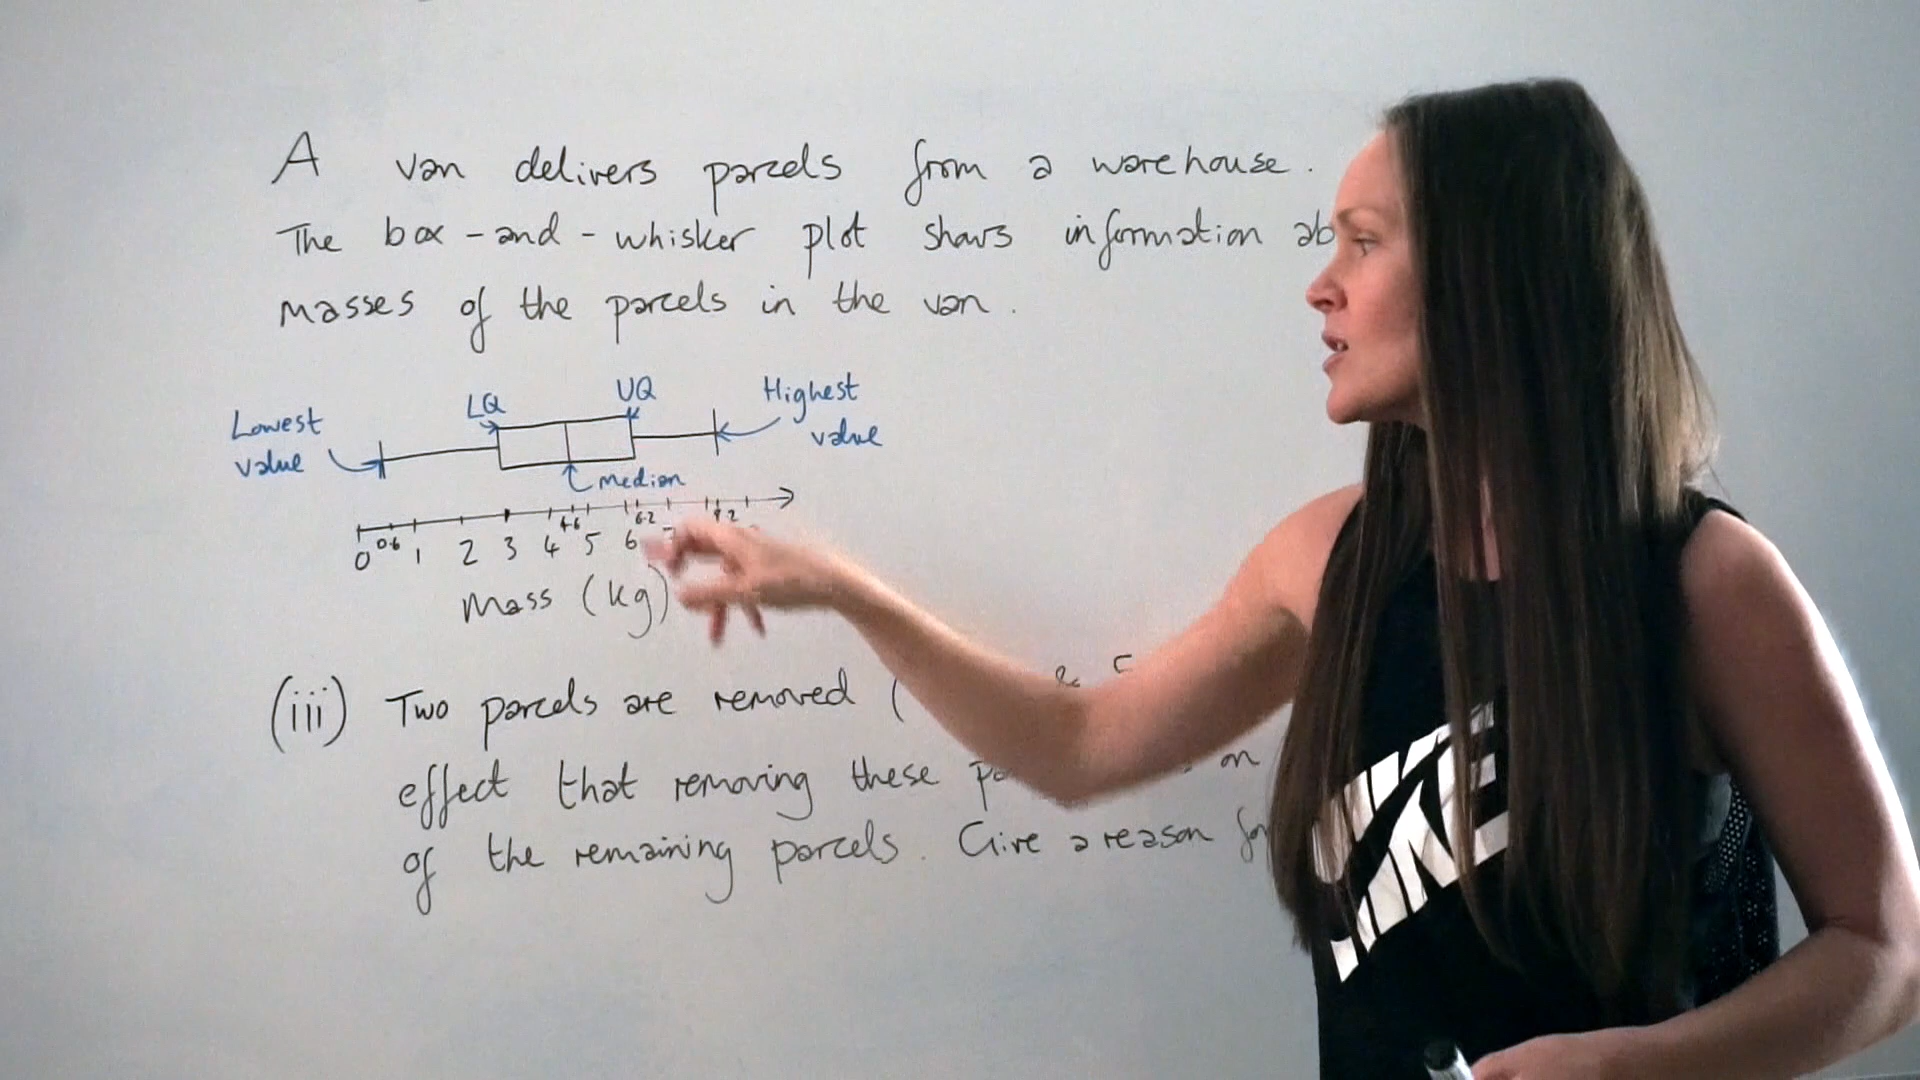 A van delivers parcels from a warehouse.
The box-and-whisker plot shows information ab
masses of the parcels in the van.
Lowest value
LQ
UQ
Highest value
median
0 0.6 1 2 3 4 4.6 5 6 6.2 7
Mass (kg)
(iii) Two parcels are removed (
effect that removing these on
of the remaining parcels. Give a reason for
NIKE